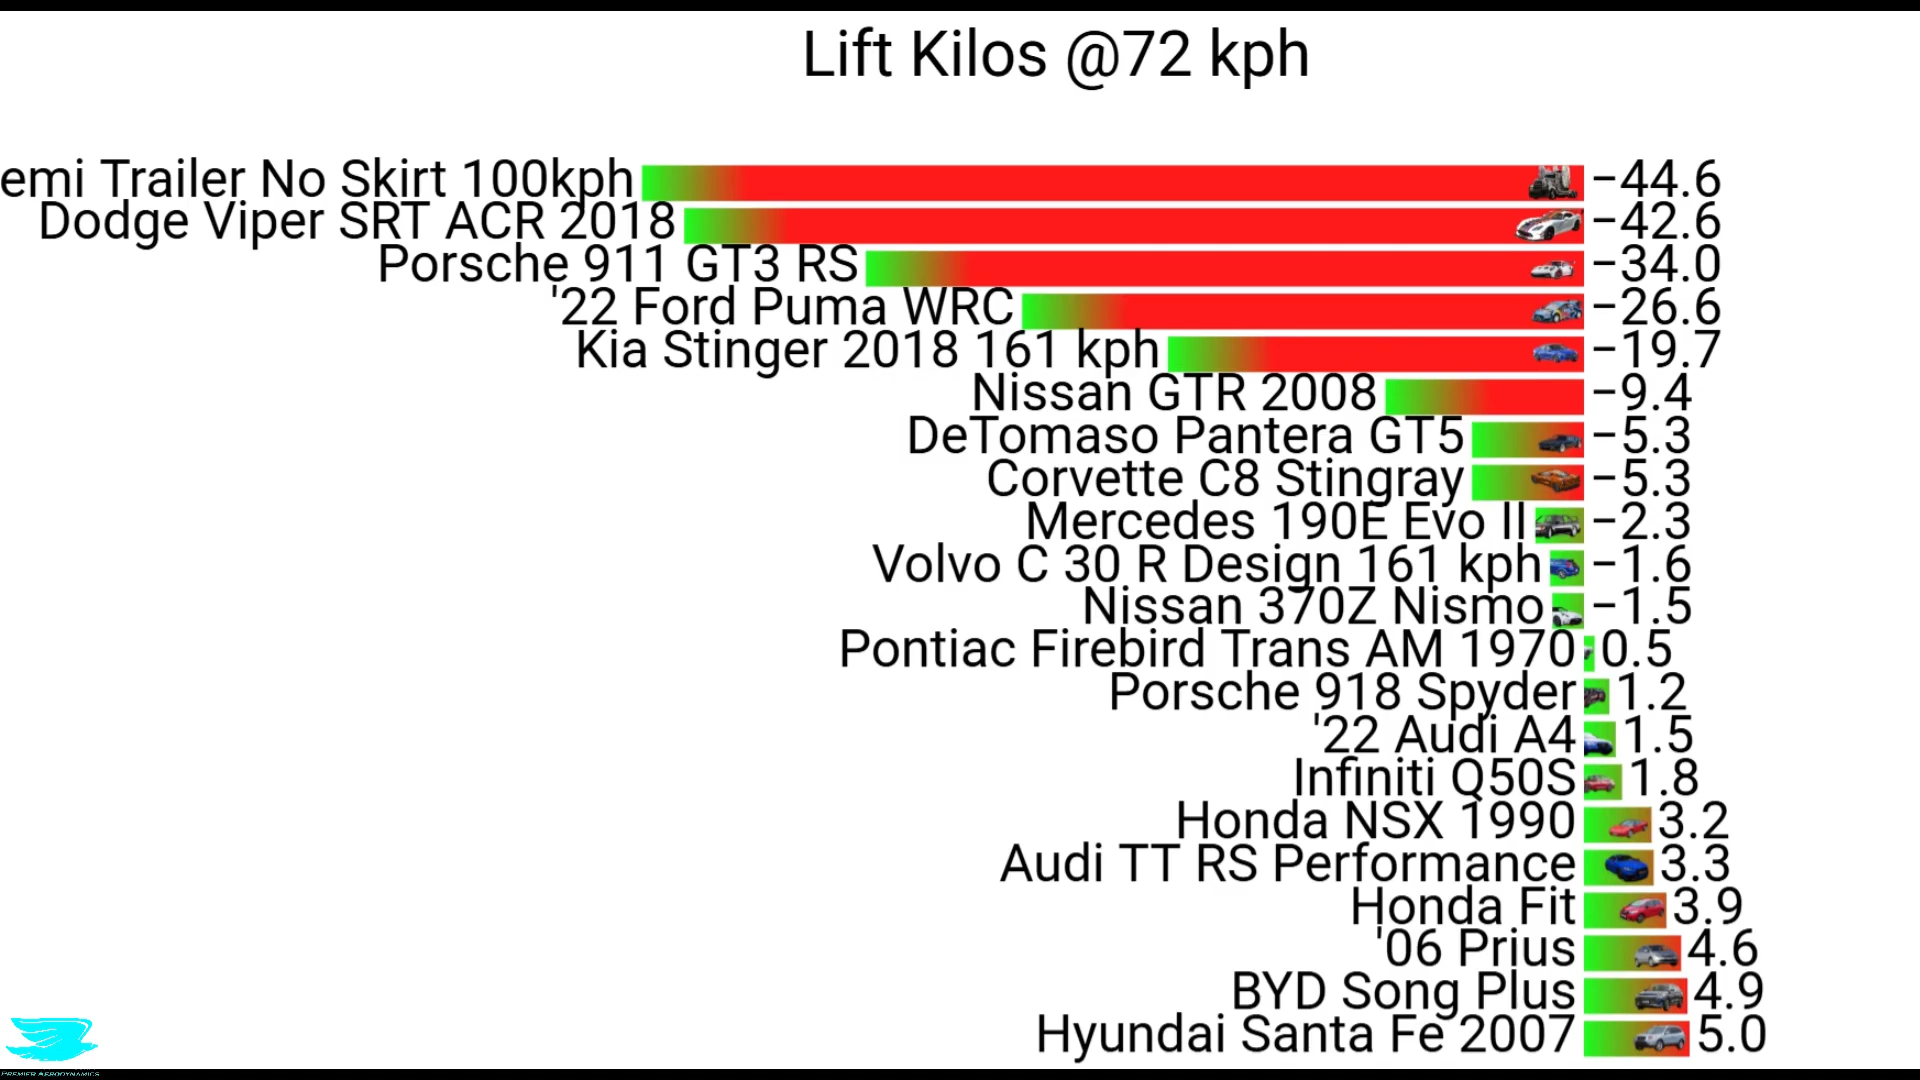 Lift Kilos @72 kph
emi Trailer No Skirt 100kph −44.6
Dodge Viper SRT ACR 2018 −42.6
Porsche 911 GT3 RS −34.0
'22 Ford Puma WRC −26.6
Kia Stinger 2018 161 kph −19.7
Nissan GTR 2008 −9.4
DeTomaso Pantera GT5 −5.3
Corvette C8 Stingray −5.3
Mercedes 190E Evo II −2.3
Volvo C 30 R Design 161 kph −1.6
Nissan 370Z Nismo −1.5
Pontiac Firebird Trans AM 1970 0.5
Porsche 918 Spyder 1.2
'22 Audi A4 1.5
Infiniti Q50S 1.8
Honda NSX 1990 3.2
Audi TT RS Performance 3.3
Honda Fit 3.9
'06 Prius 4.6
BYD Song Plus 4.9
Hyundai Santa Fe 2007 5.0
PREMIER AERODYNAMICS